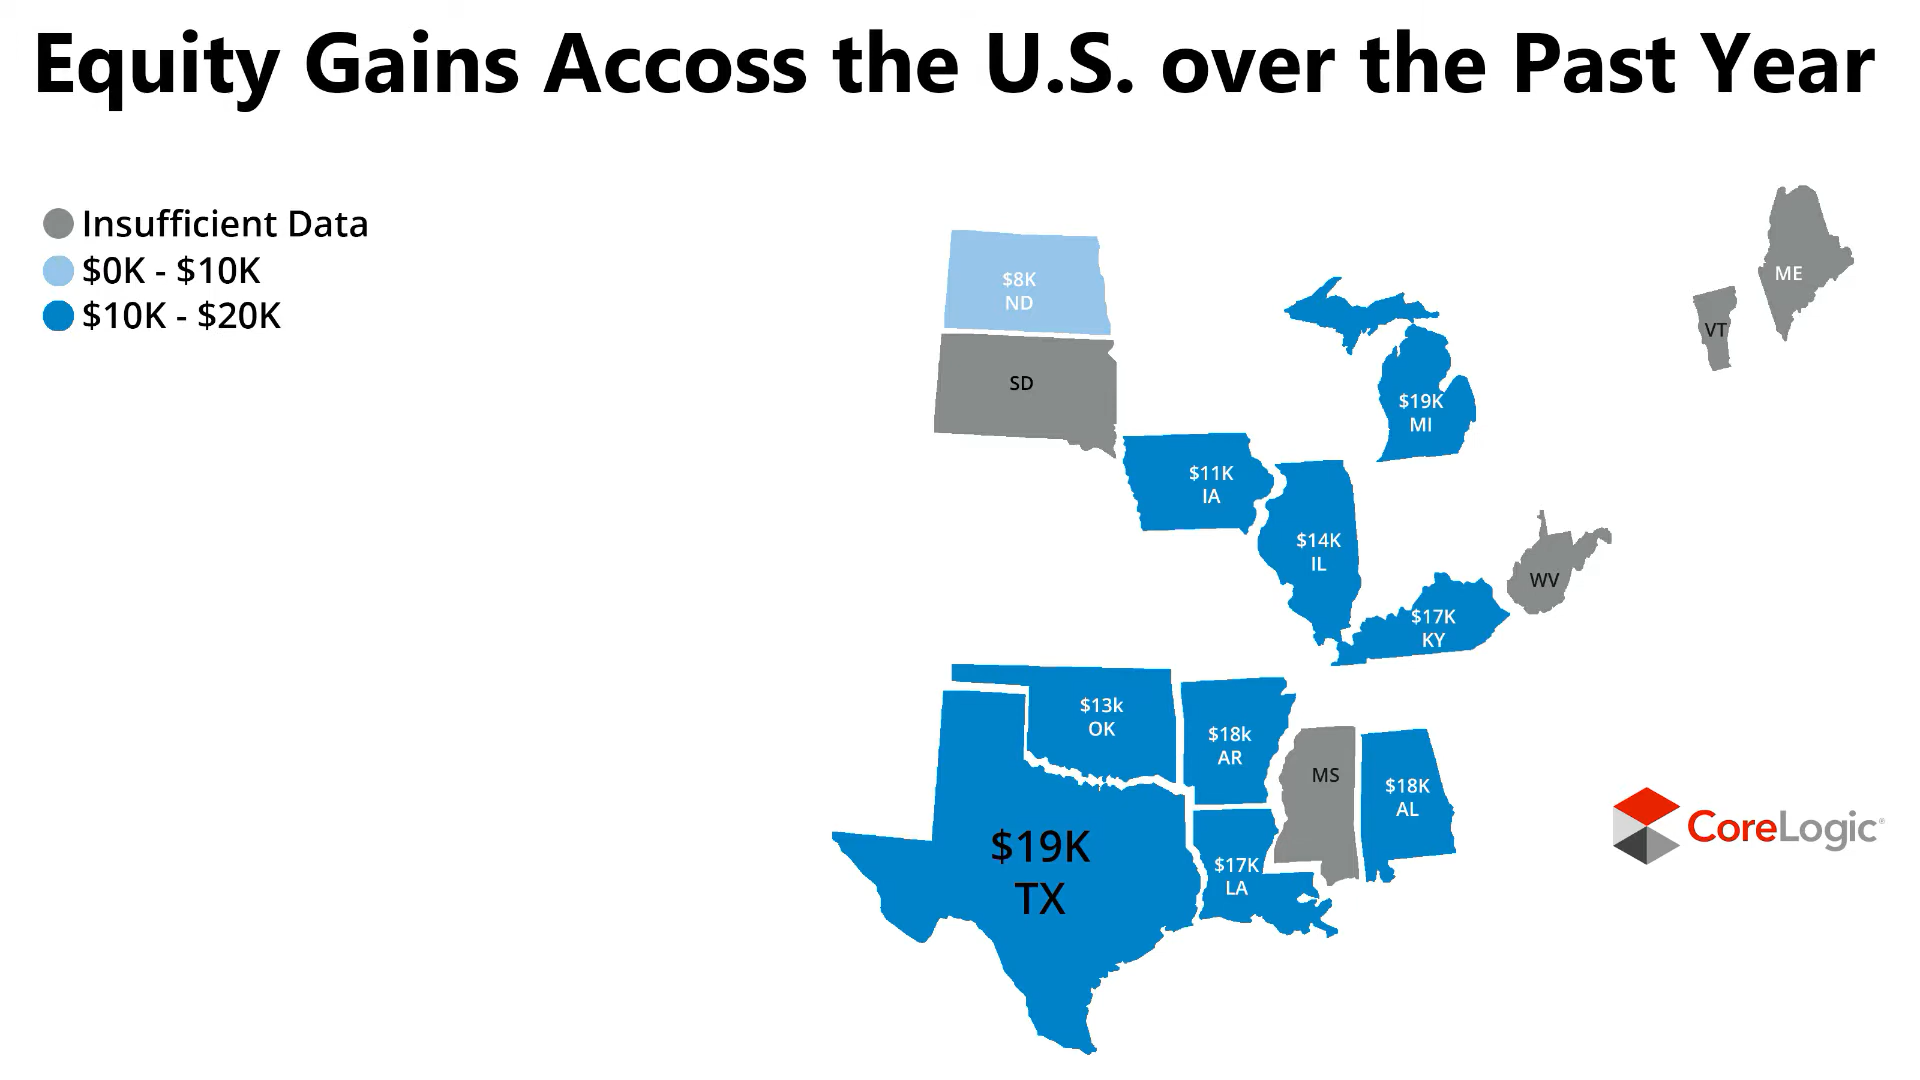 Equity Gains Accoss the U.S. over the Past Year
Insufficient Data
$0K - $10K
$10K - $20K
ME
$8K
ND
VT
SD
$19K
MI
$11K
IA
$14K
IL
WV
$17K
KY
$13k
OK
$18k
AR
MS
$18K
AL
$19K
TX
$17K
LA
CoreLogic®